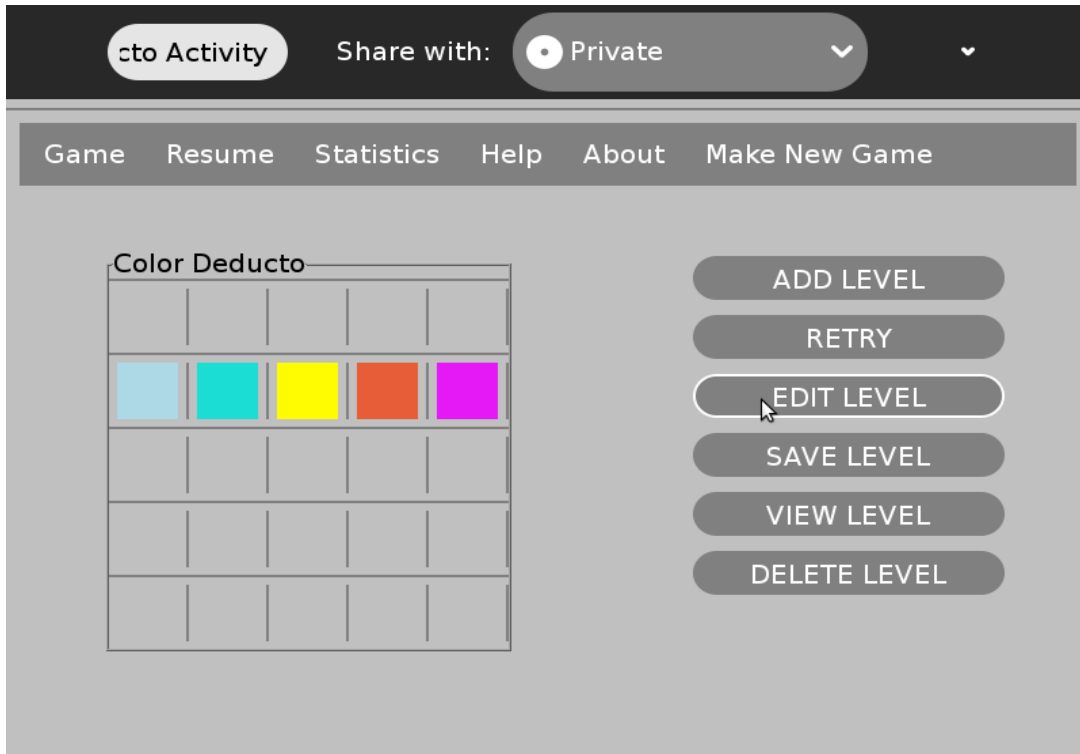 cto Activity Share with: Private
Game Resume Statistics Help About Make New Game
Color Deducto
ADD LEVEL
RETRY
EDIT LEVEL
SAVE LEVEL
VIEW LEVEL
DELETE LEVEL